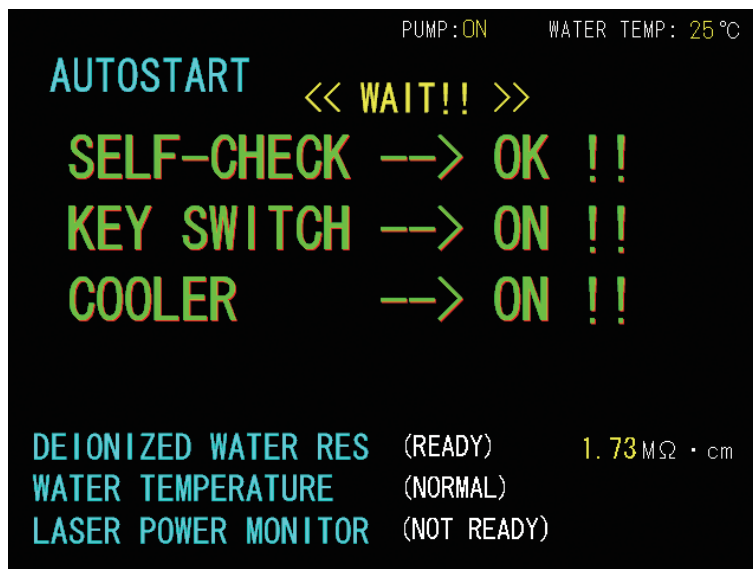 PUMP:ON WATER TEMP: 25℃
AUTOSTART
<< WAIT!! >>
SELF-CHECK --> OK !!
KEY SWITCH --> ON !!
COOLER --> ON !!
DEIONIZED WATER RES (READY) 1.73MΩ・cm
WATER TEMPERATURE (NORMAL)
LASER POWER MONITOR (NOT READY)